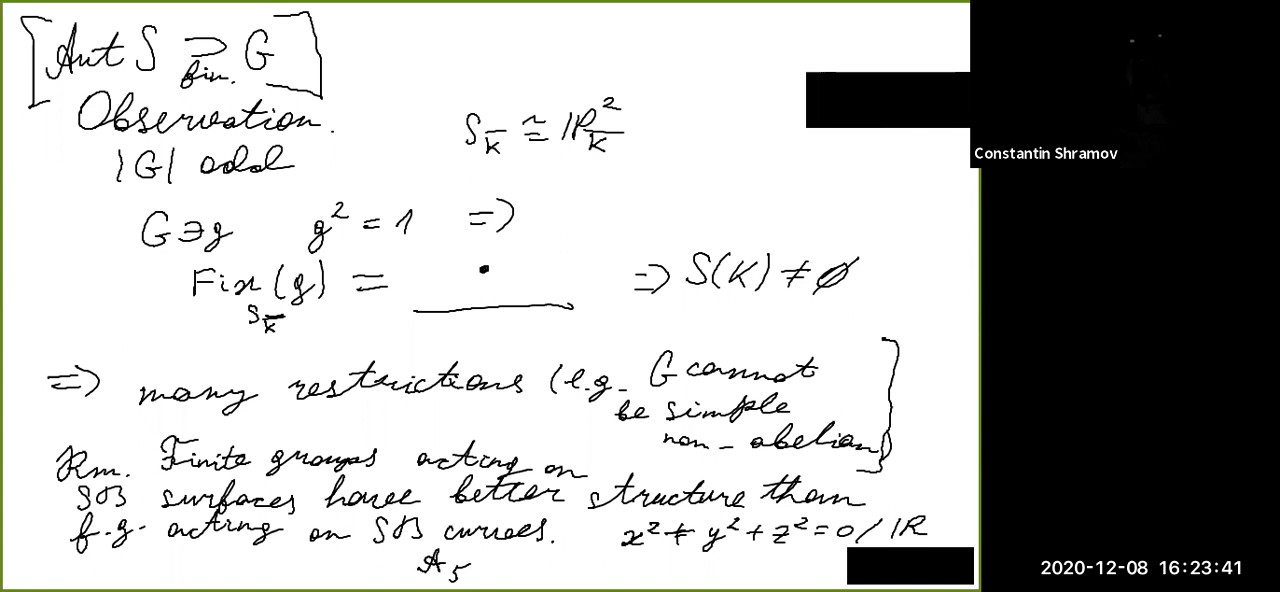 [Aut S ⊃ G]
fin.
Observation.
|G| odd
S_k̄ ≅ ℙ²_k̄
G∋g g² = 1 ⇒
Fix_{S_k̄}(g) = ⇒ S(K) ≠ ∅
⇒ many restrictions (e.g. G cannot
be simple
non-abelian)]
Rm. Finite groups acting on
SB surfaces have better structure than
f.g. acting on SB curves. x² + y² + z² = 0 / ℝ
A₅
Constantin Shramov
2020-12-08 16:23:41